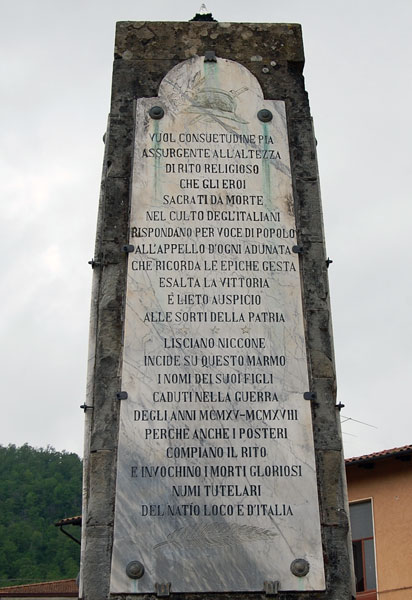 VUOL CONSUETUDINE PIA
ASSURGENTE ALL'ALTEZZA
DI RITO RELIGIOSO
CHE GLI EROI
SACRATI DA MORTE
NEL CULTO DEGL'ITALIANI
RISPONDANO PER VOCE DI POPOLO
ALL'APPELLO D'OGNI ADUNATA
CHE RICORDA LE EPICHE GESTA
ESALTA LA VITTORIA
È LIETO AUSPICIO
ALLE SORTI DELLA PATRIA
LISCIANO NICCONE
INCIDE SU QUESTO MARMO
I NOMI DEI SUOI FIGLI
CADUTI NELLA GUERRA
DEGLI ANNI MCMXV-MCMXVIII
PERCHÈ ANCHE I POSTERI
COMPIANO IL RITO
E INVOCHINO I MORTI GLORIOSI
NUMI TUTELARI
DEL NATÌO LOCO E D'ITALIA